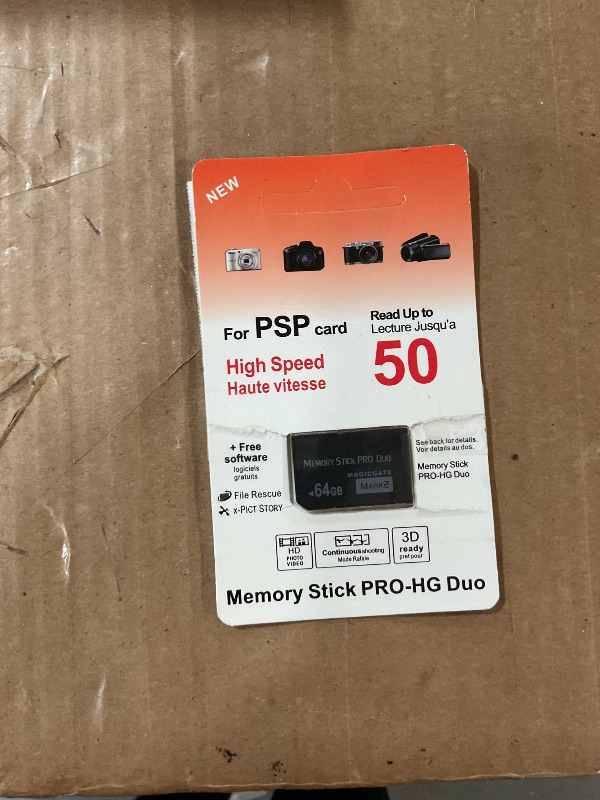 NEW
For PSP card
High Speed
Haute vitesse
Read Up to
Lecture Jusqu'a
50
+ Free
software
logiciels
gratuits
File Rescue
x-PICT STORY
MEMORY STICK PRO DUO
MAGICGATE
64GB
MARK2
See back for details.
Voir details au dos.
Memory Stick
PRO-HG Duo
HD
PHOTO
VIDEO
Continuous shooting
Mode Rafale
3D
ready
pret pour
Memory Stick PRO-HG Duo